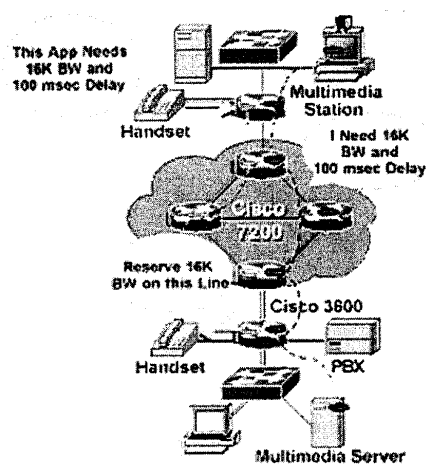 This App Needs
16K BW and
100 msec Delay
Multimedia
Station
Handset
I Need 16K
BW and
100 msec Delay
Cisco
7200
Reserve 16K
BW on this Line
Cisco 3600
Handset
PBX
Multimedia Server